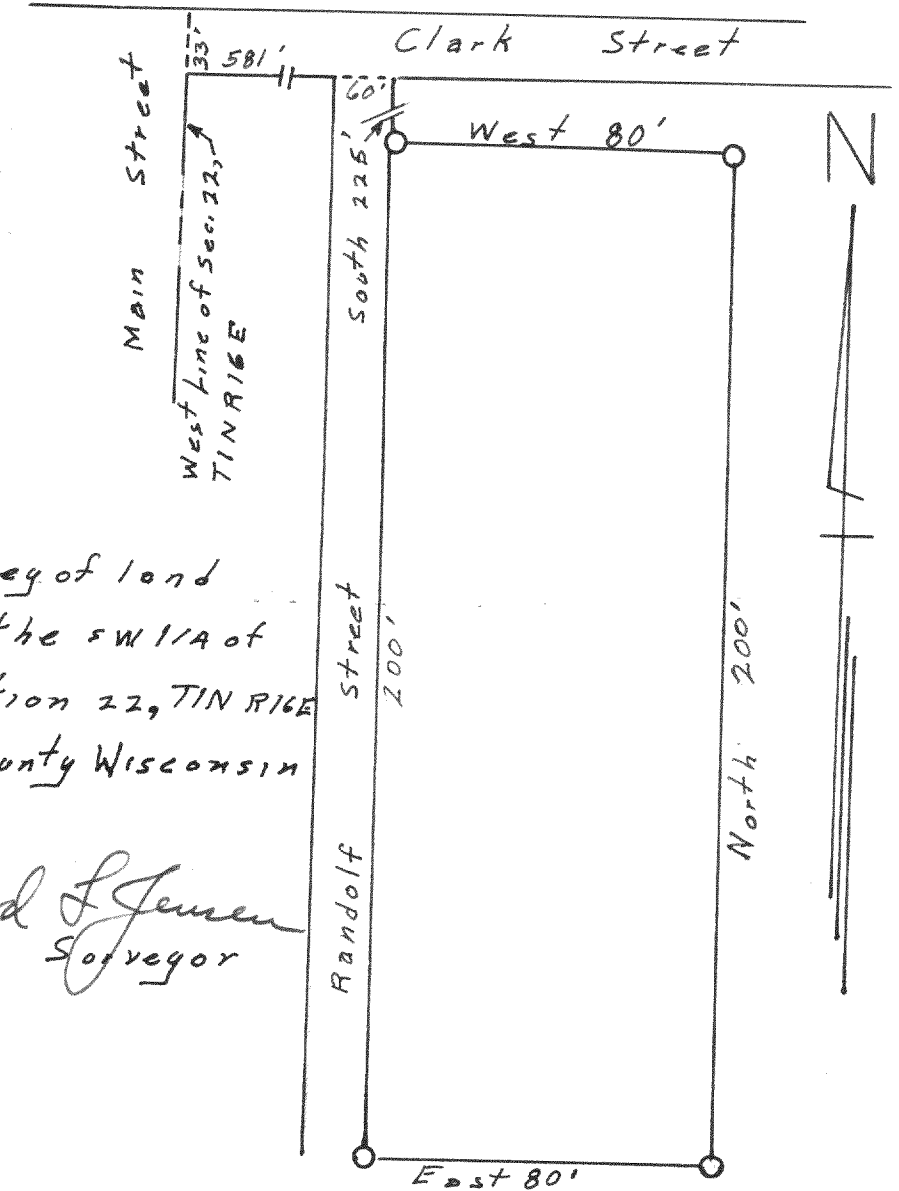 Clark Street
33'
581'
60'
Main Street
West Line of Sec. 22,
T1N R16E
South 225'
West 80'
N
ey of land
the SW 1/4 of
tion 22, T1N R16E
unty Wisconsin
d L Jensen
Surveyor
Randolf Street
200'
North 200'
East 80'